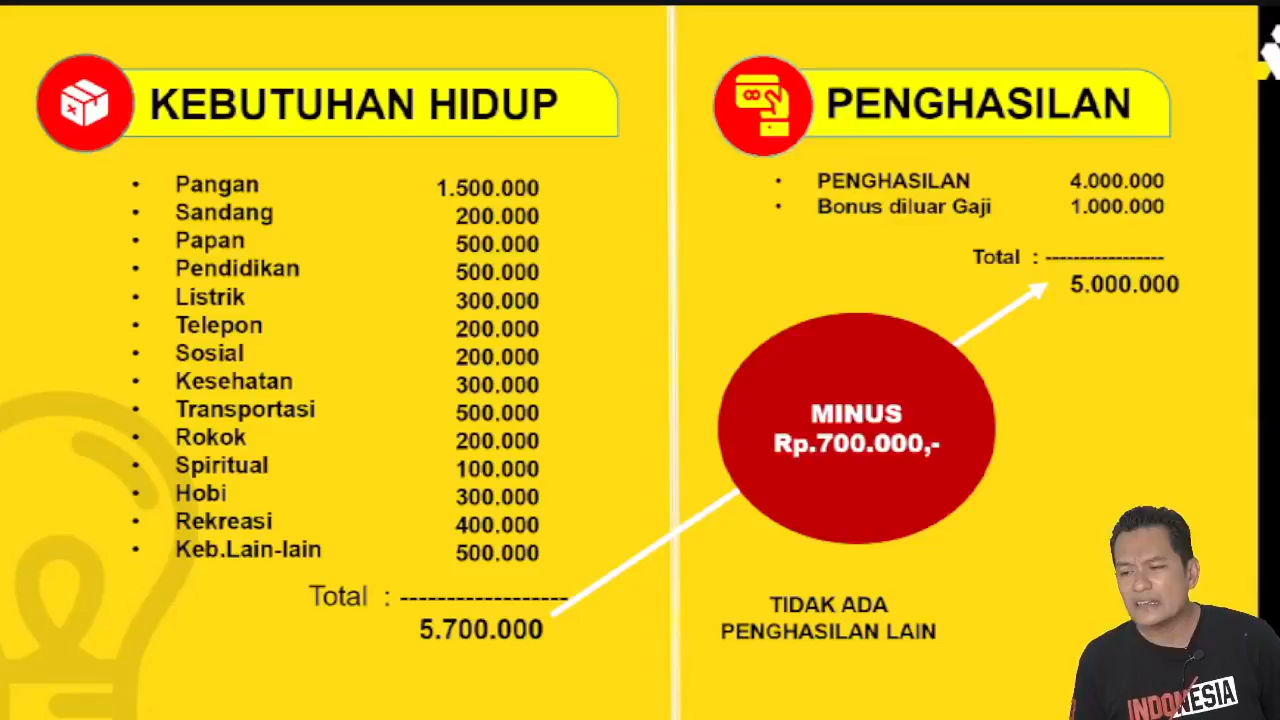 KEBUTUHAN HIDUP
• Pangan 1.500.000
• Sandang 200.000
• Papan 500.000
• Pendidikan 500.000
• Listrik 300.000
• Telepon 200.000
• Sosial 200.000
• Kesehatan 300.000
• Transportasi 500.000
• Rokok 200.000
• Spiritual 100.000
• Hobi 300.000
• Rekreasi 400.000
• Keb.Lain-lain 500.000
Total : -------------------
5.700.000
PENGHASILAN
• PENGHASILAN 4.000.000
• Bonus diluar Gaji 1.000.000
Total : -----------------
5.000.000
MINUS
Rp.700.000,-
TIDAK ADA
PENGHASILAN LAIN
INDONESIA